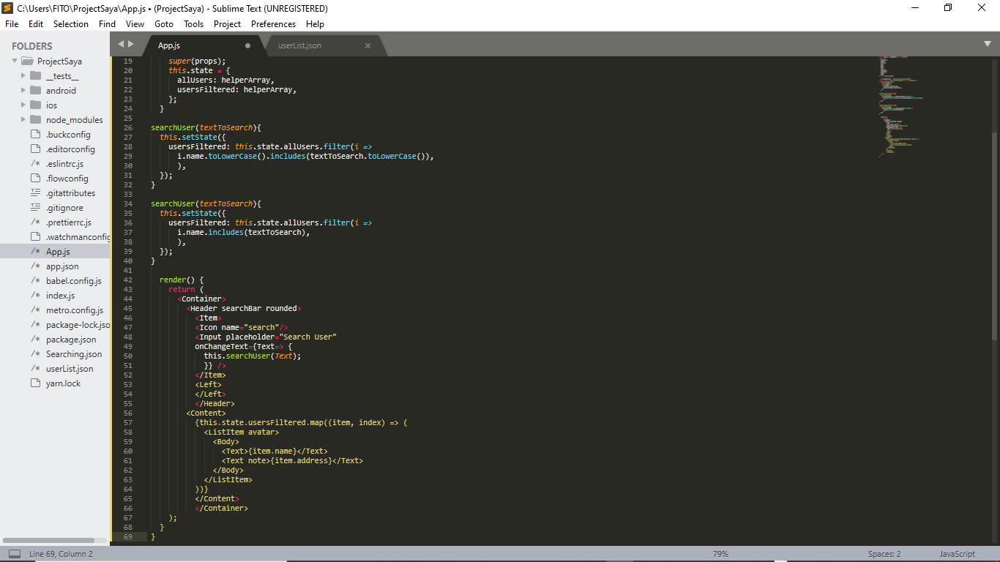 C:\Users\FITO\ProjectSaya\App.js • (ProjectSaya) - Sublime Text (UNREGISTERED)
File Edit Selection Find View Goto Tools Project Preferences Help
FOLDERS
ProjectSaya
__tests__
android
ios
node_modules
.buckconfig
.editorconfig
.eslintrc.js
.flowconfig
.gitattributes
.gitignore
.prettierrc.js
.watchmanconfig
App.js
app.json
babel.config.js
index.js
metro.config.js
package-lock.jso
package.json
Searching.json
userList.json
yarn.lock
App.js userList.json
19 super(props);
20 this.state = {
21 allUsers: helperArray,
22 usersFiltered: helperArray,
23 };
24 }
25
26 searchUser(textToSearch){
27 this.setState({
28 usersFiltered: this.state.allUsers.filter(i =>
29 i.name.toLowerCase().includes(textToSearch.toLowerCase()),
30 ),
31 });
32 }
33
34 searchUser(textToSearch){
35 this.setState({
36 usersFiltered: this.state.allUsers.filter(i =>
37 i.name.includes(textToSearch),
38 ),
39 });
40 }
41
42 render() {
43 return (
44 <Container>
45 <Header searchBar rounded>
46 <Item>
47 <Icon name="search"/>
48 <Input placeholder="Search User"
49 onChangeText={Text=> {
50 this.searchUser(Text);
51 }} />
52 </Item>
53 <Left>
54 </Left>
55 </Header>
56 <Content>
57 {this.state.usersFiltered.map((item, index) => (
58 <ListItem avatar>
59 <Body>
60 <Text>{item.name}</Text>
61 <Text note>{item.address}</Text>
62 </Body>
63 </ListItem>
64 ))}
65 </Content>
66 </Container>
67 );
68 }
69 }
Line 69, Column 2 79% Spaces: 2 JavaScript